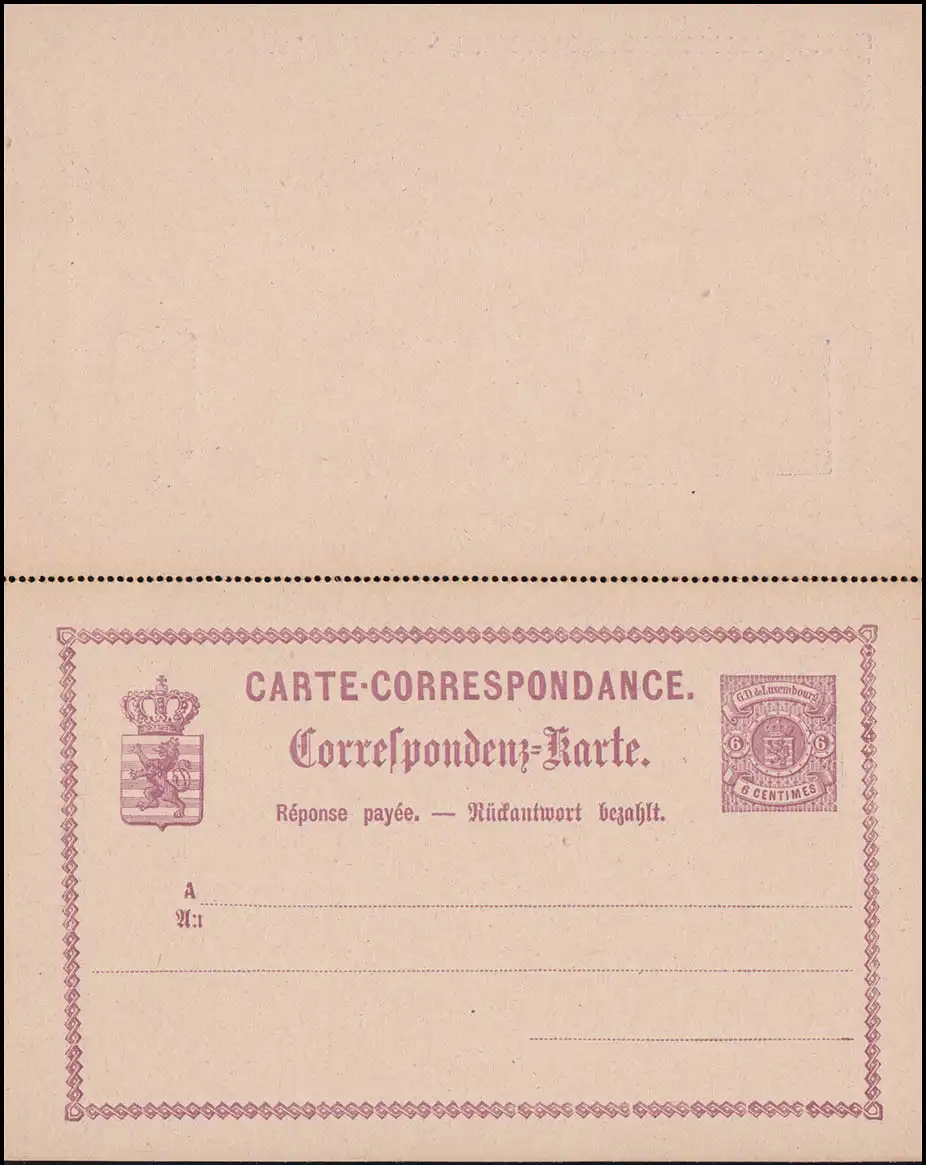 CARTE-CORRESPONDANCE.
Correspondenz-Karte.
Réponse payée. — Rückantwort bezahlt.
G.D. de Luxembourg
6 6
6 CENTIMES
A
An